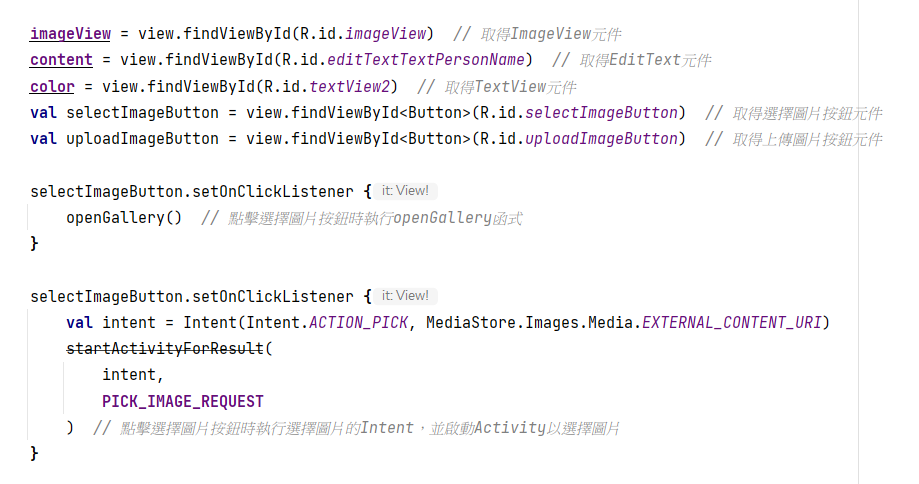 imageView = view.findViewById(R.id.imageView)  // 取得ImageView元件
content = view.findViewById(R.id.editTextTextPersonName)  // 取得EditText元件
color = view.findViewById(R.id.textView2)  // 取得TextView元件
val selectImageButton = view.findViewById<Button>(R.id.selectImageButton)  // 取得選擇圖片按鈕元件
val uploadImageButton = view.findViewById<Button>(R.id.uploadImageButton)  // 取得上傳圖片按鈕元件
selectImageButton.setOnClickListener { it: View!
openGallery()  // 點擊選擇圖片按鈕時執行openGallery函式
}
selectImageButton.setOnClickListener { it: View!
val intent = Intent(Intent.ACTION_PICK, MediaStore.Images.Media.EXTERNAL_CONTENT_URI)
startActivityForResult(
intent,
PICK_IMAGE_REQUEST
)  // 點擊選擇圖片按鈕時執行選擇圖片的Intent，並啟動Activity以選擇圖片
}